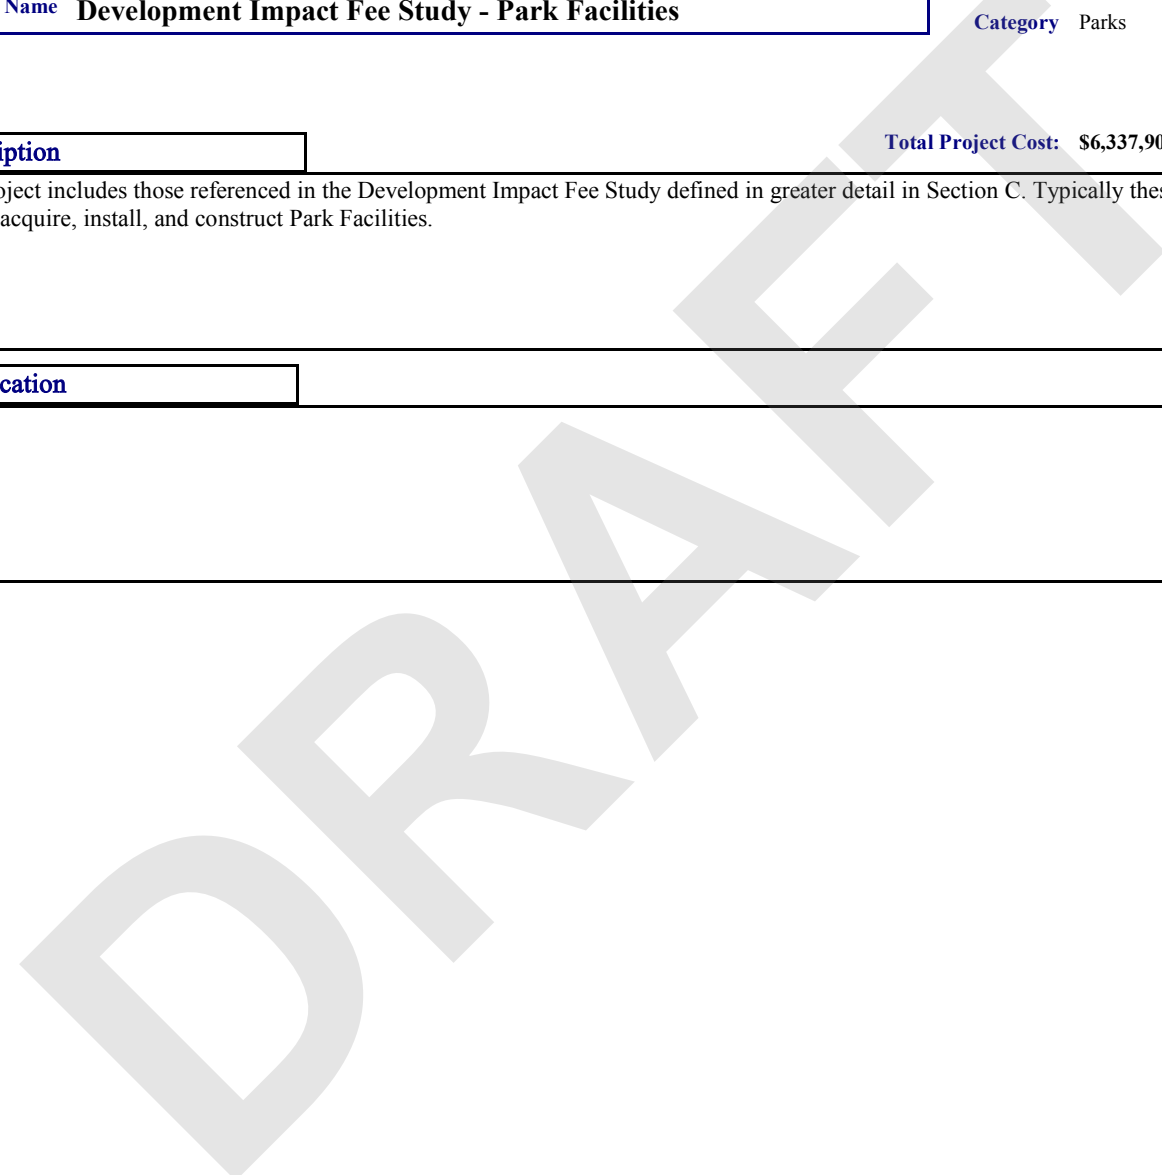 Name Development Impact Fee Study - Park Facilities
Category Parks
Total Project Cost: $6,337,90
iption
oject includes those referenced in the Development Impact Fee Study defined in greater detail in Section C. Typically thes
acquire, install, and construct Park Facilities.
cation
DRAFT